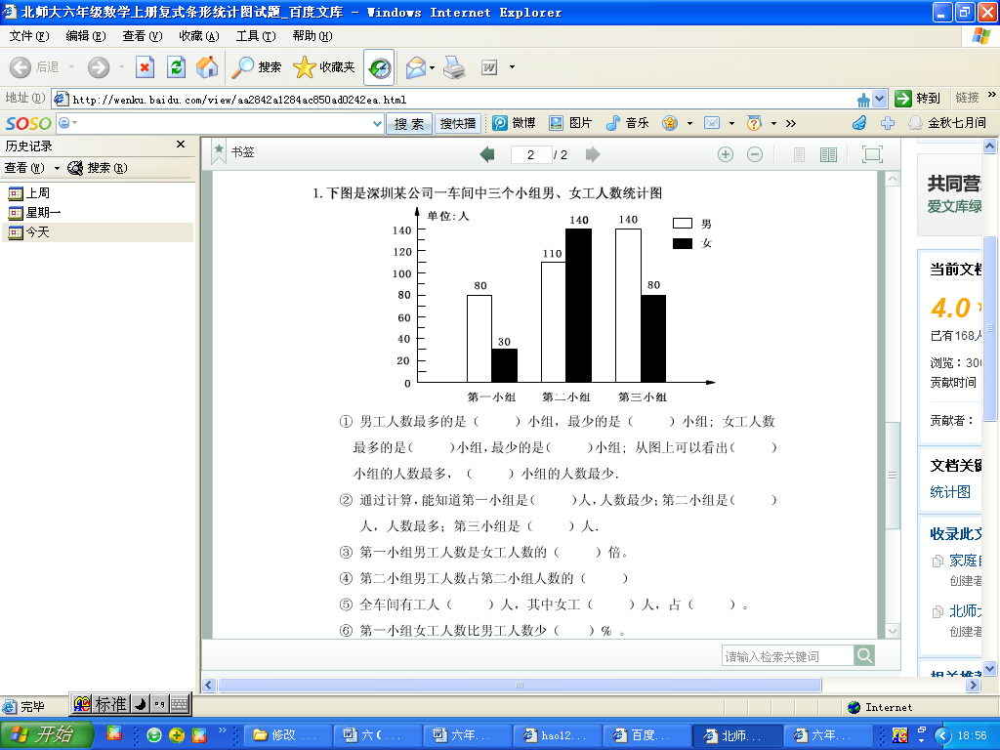 北师大六年级数学上册复式条形统计图试题_百度文库 - Windows Internet Explorer
文件(F) 编辑(E) 查看(V) 收藏(A) 工具(T) 帮助(H)
后退 搜索 收藏夹
地址(D) http://wenku.baidu.com/view/aa2842a1284ac850ad0242ea.html 转到 链接 »
SOSO 搜 索 搜快播 微博 图片 音乐 » 金秋七月间
历史记录
查看(W) 搜索(R)
上周
星期一
今天
书签 2 / 2
1. 下图是深圳某公司一车间中三个小组男、女工人数统计图
单位:人
男
女
140
120
100
80
60
40
20
0
80 30 110 140 140 80
第一小组 第二小组 第三小组
① 男工人数最多的是（ ）小组，最少的是（ ）小组；女工人数
最多的是( )小组，最少的是( )小组；从图上可以看出( )
小组的人数最多，（ ）小组的人数最少.
② 通过计算，能知道第一小组是( )人，人数最少；第二小组是( )
人，人数最多；第三小组是（ ）人.
③ 第一小组男工人数是女工人数的（ ）倍。
④ 第二小组男工人数占第二小组人数的（ ）
⑤ 全车间有工人（ ）人，其中女工（ ）人，占（ ）。
⑥ 第一小组女工人数比男工人数少（ ）% 。
请输入检索关键词
共同营
爱文库绿
当前文档
4.0
已有168人
浏览：306
贡献时间
贡献者：
文档关键
统计图
收录此文
家庭自
创建者
北师大
创建者
相关推荐
完毕 标准 Internet
开始 » 修改 ... 六（... 六年... hao12... 百度... 北师... 六年... 18:56